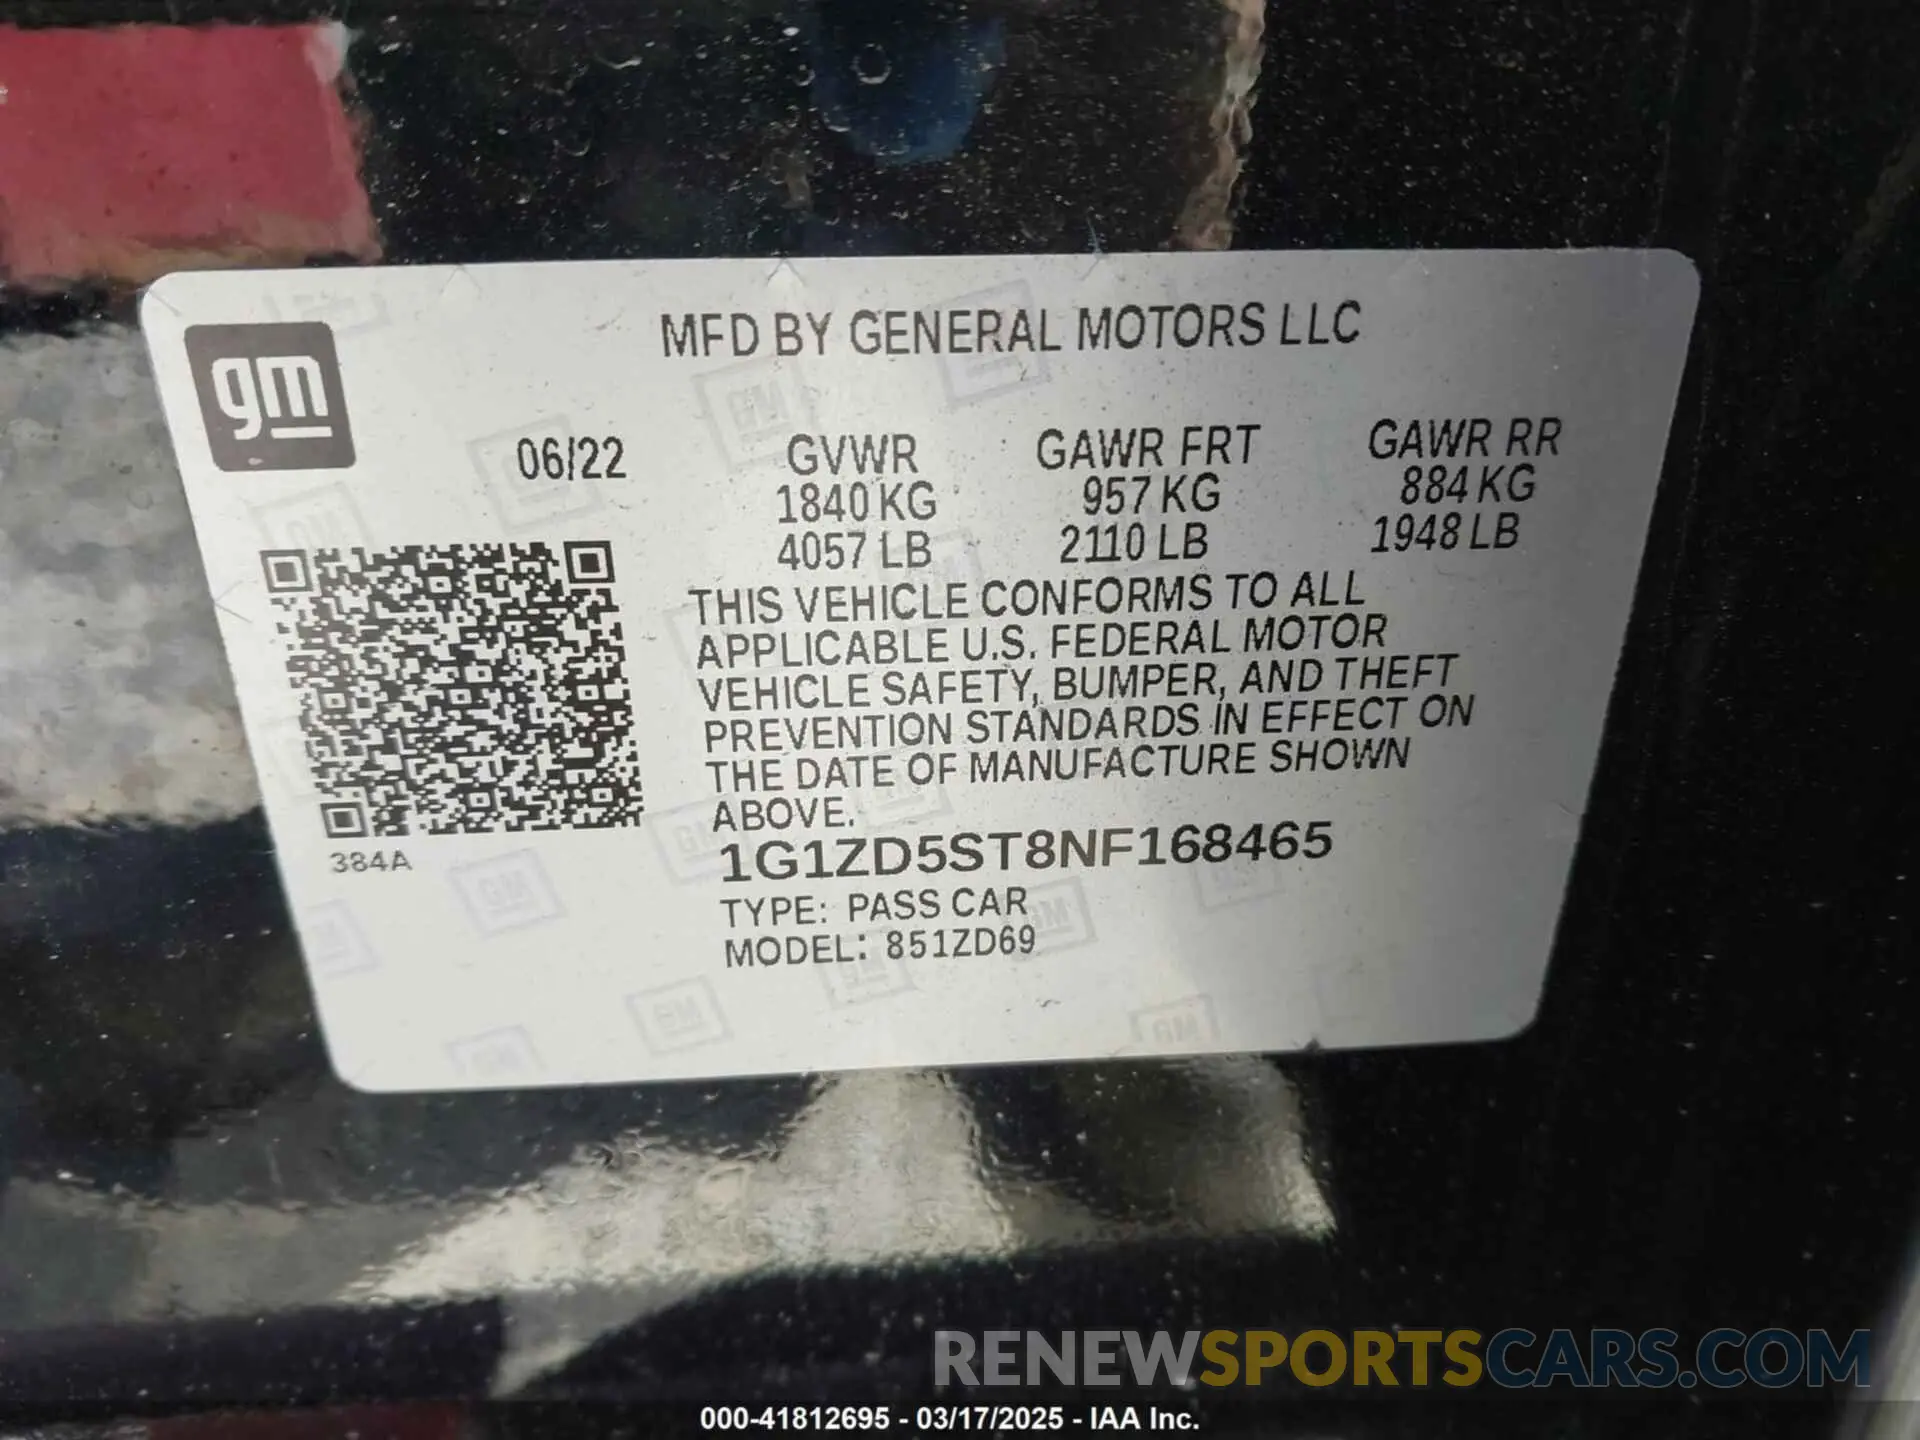 MFD BY GENERAL MOTORS LLC
gm
06/22
GVWR GAWR FRT GAWR RR
1840 KG 957 KG 884 KG
4057 LB 2110 LB 1948 LB
THIS VEHICLE CONFORMS TO ALL
APPLICABLE U.S. FEDERAL MOTOR
VEHICLE SAFETY, BUMPER, AND THEFT
PREVENTION STANDARDS IN EFFECT ON
THE DATE OF MANUFACTURE SHOWN
ABOVE.
384A
1G1ZD5ST8NF168465
TYPE: PASS CAR
MODEL: 851ZD69
RENEWSPORTSCARS.COM
000-41812695 - 03/17/2025 - IAA Inc.